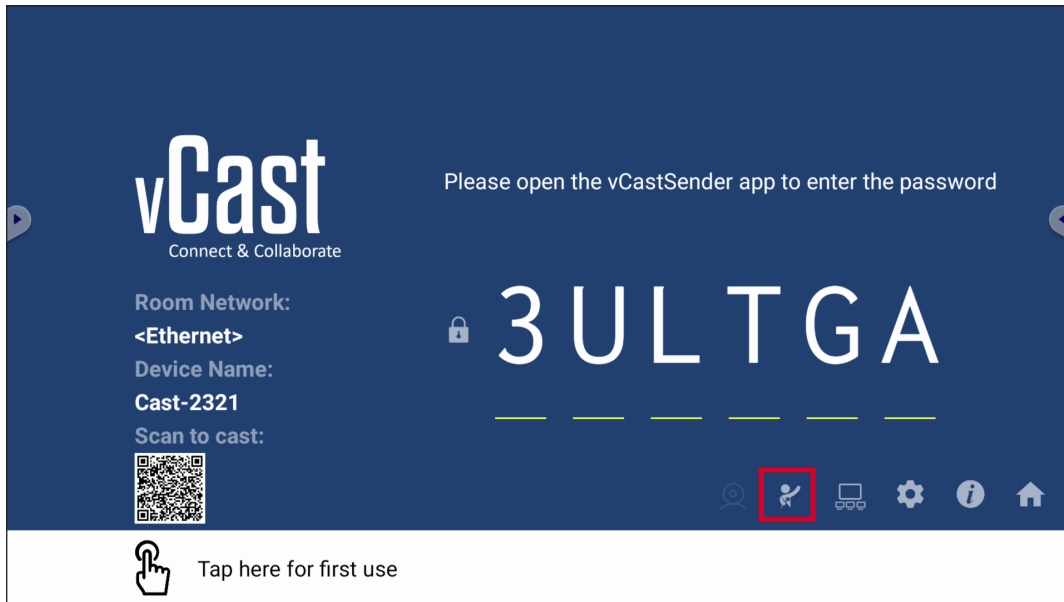 vCast
Connect & Collaborate
Please open the vCastSender app to enter the password
Room Network:
<Ethernet>
Device Name:
Cast-2321
Scan to cast:
3ULTGA
Tap here for first use